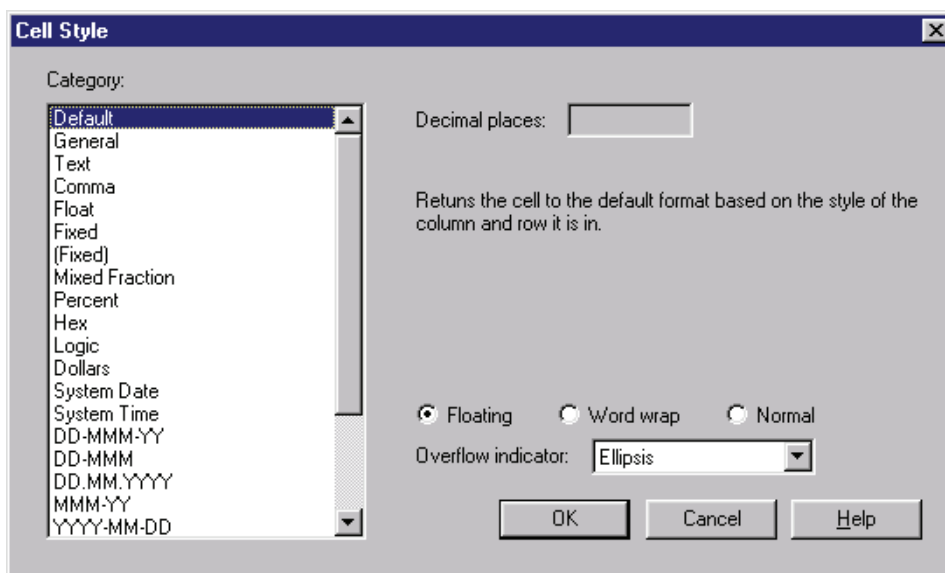 Cell Style
Category:
Default
General
Text
Comma
Float
Fixed
(Fixed)
Mixed Fraction
Percent
Hex
Logic
Dollars
System Date
System Time
DD-MMM-YY
DD-MMM
DD.MM.YYYY
MMM-YY
YYYY-MM-DD
Decimal places:
Retuns the cell to the default format based on the style of the
column and row it is in.
Floating Word wrap Normal
Overflow indicator: Ellipsis
OK Cancel Help